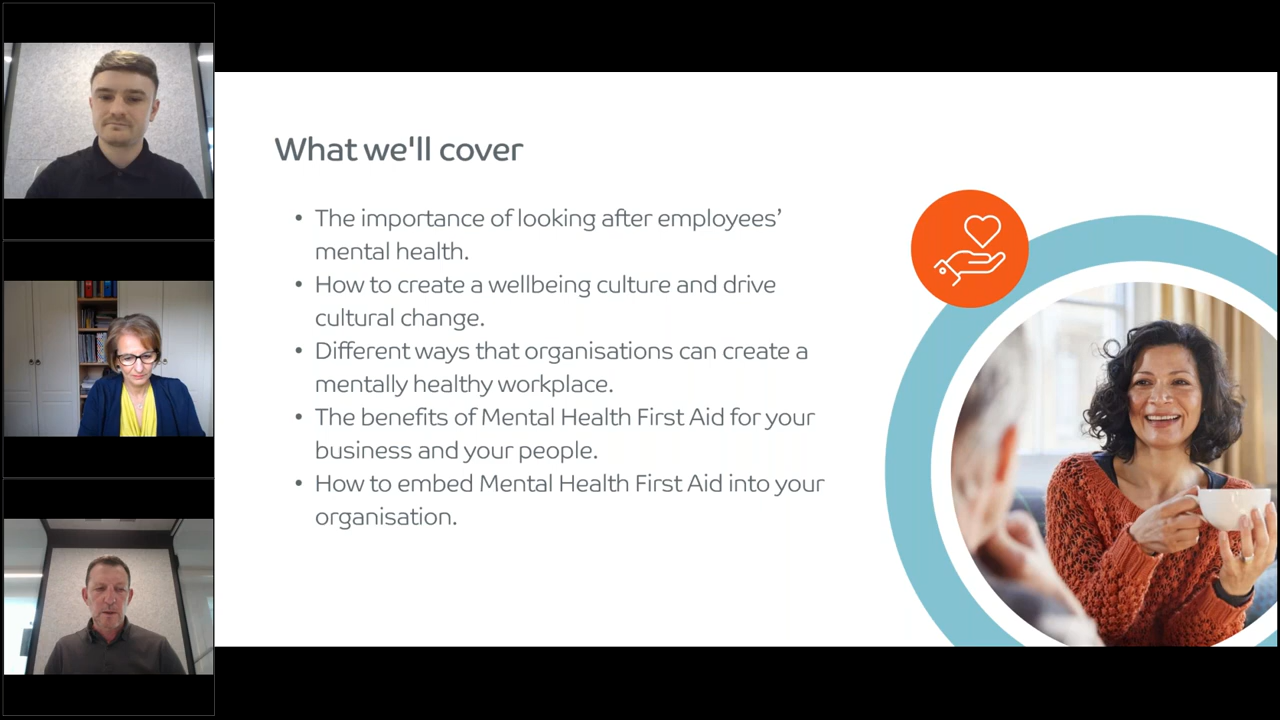 What we'll cover
• The importance of looking after employees’
mental health.
• How to create a wellbeing culture and drive
cultural change.
• Different ways that organisations can create a
mentally healthy workplace.
• The benefits of Mental Health First Aid for your
business and your people.
• How to embed Mental Health First Aid into your
organisation.